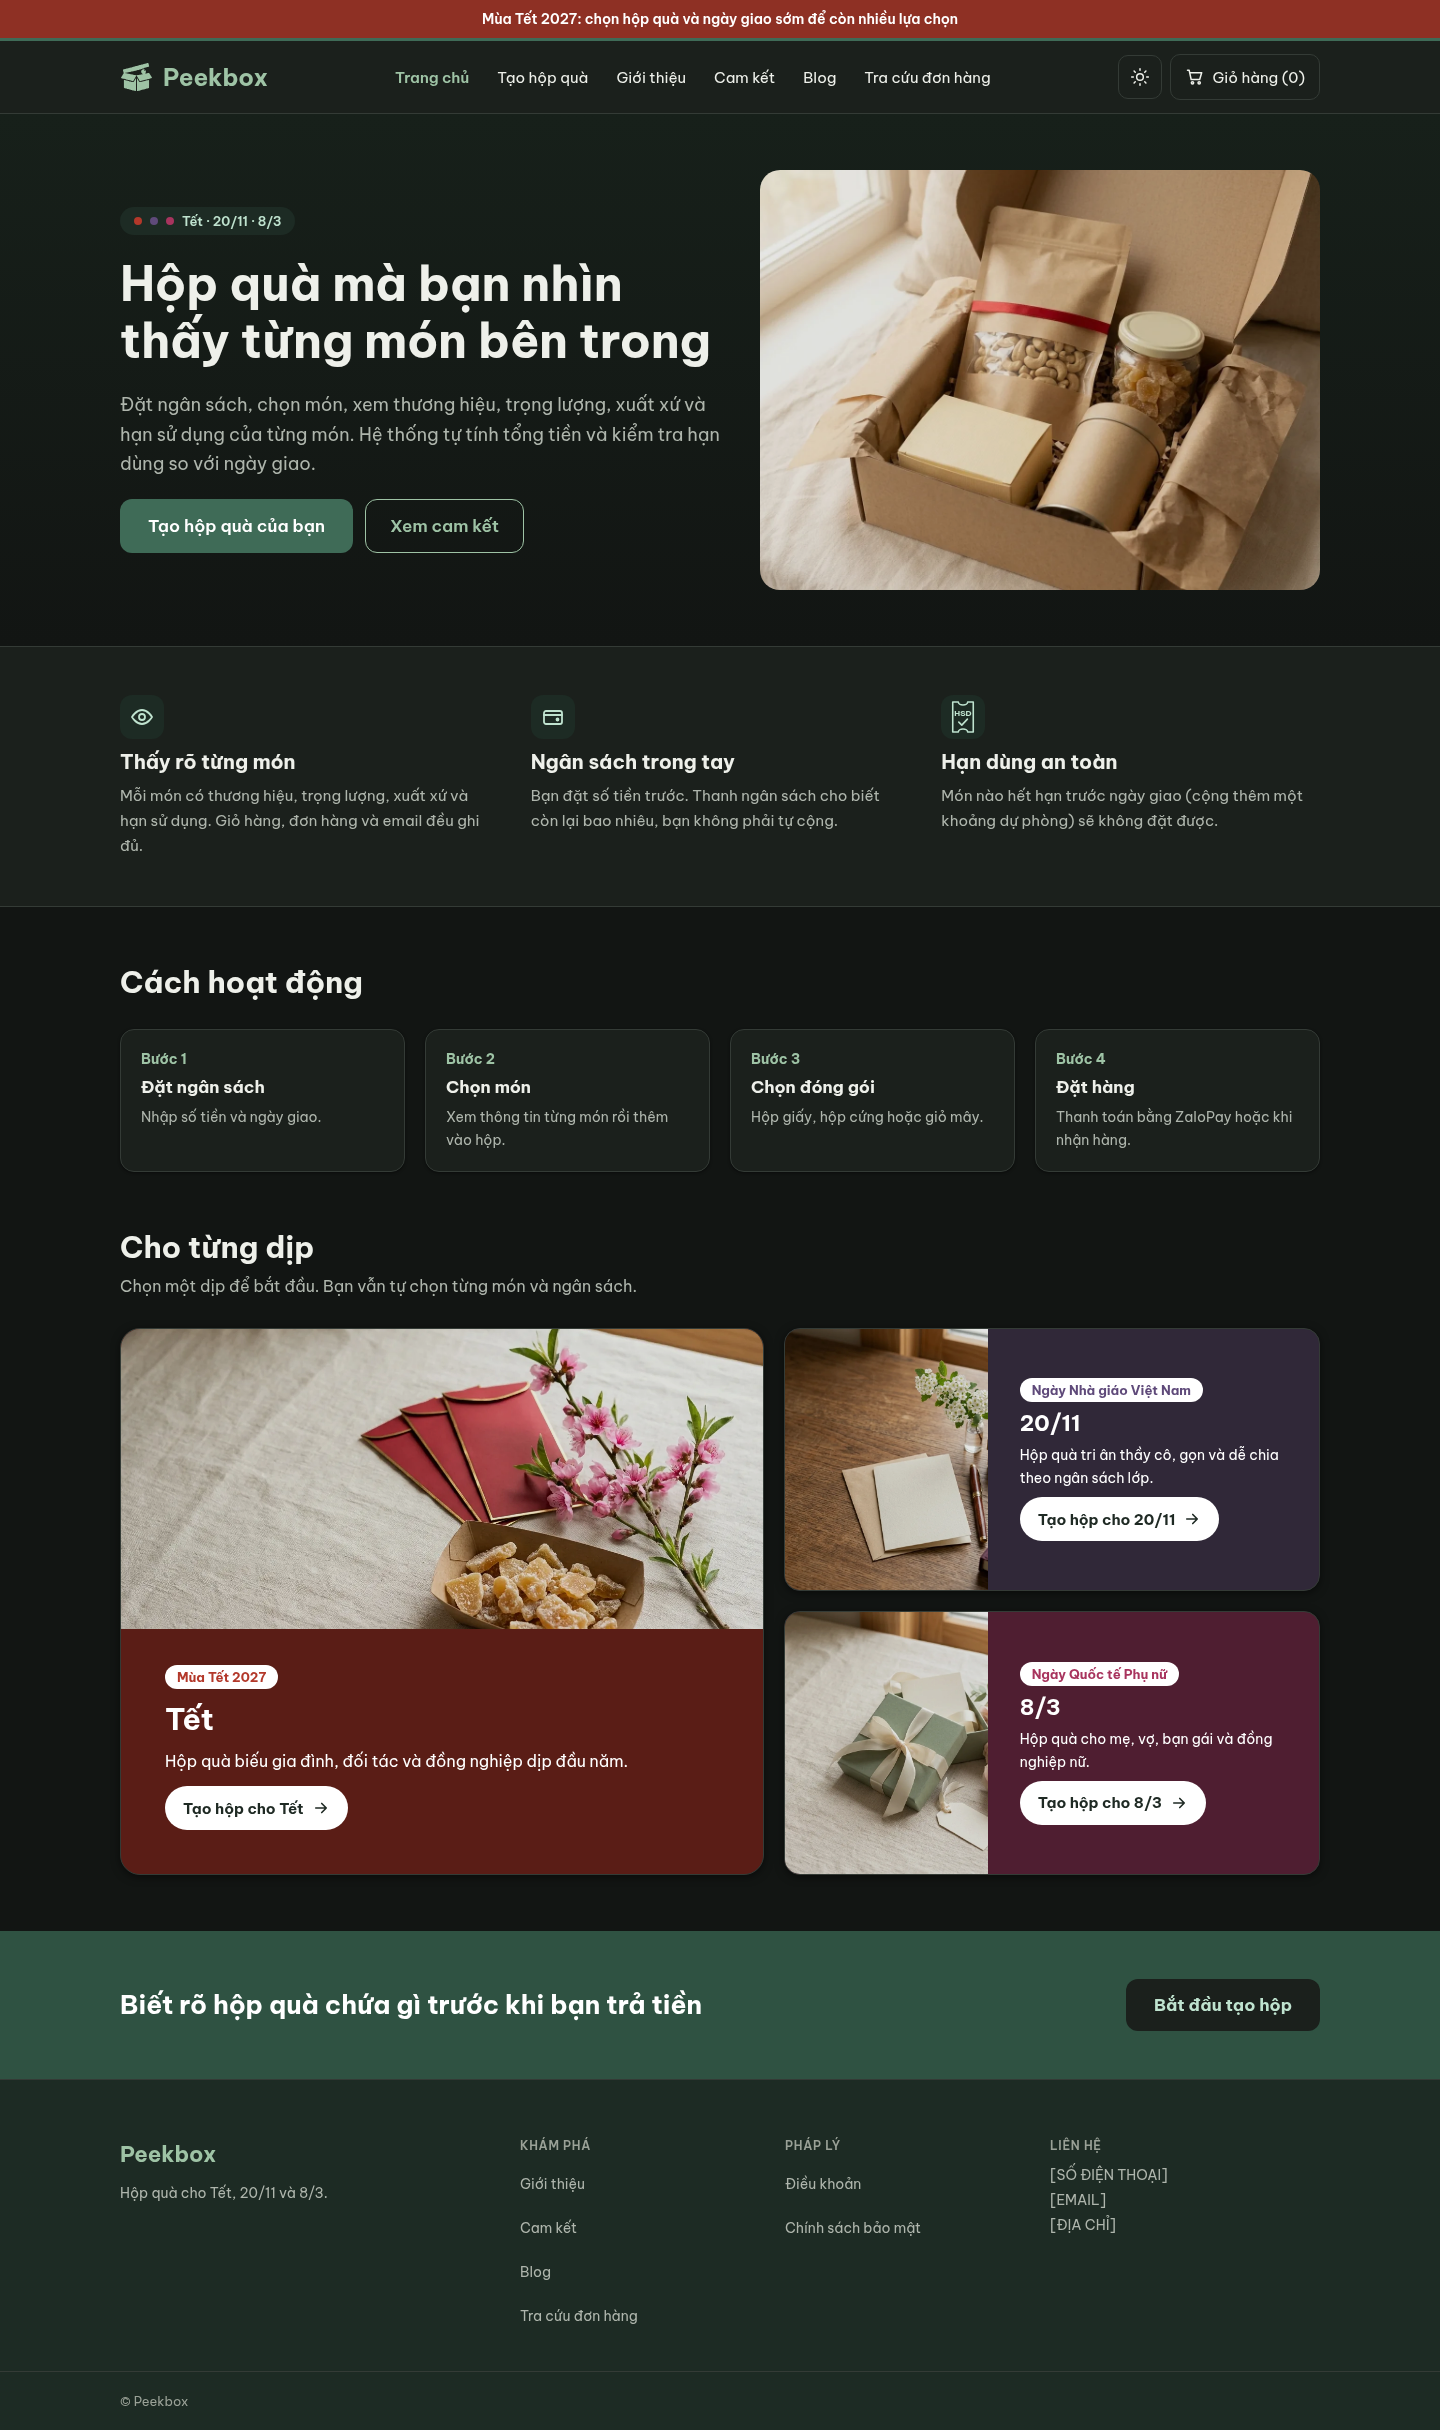 Mùa Tết 2027: chọn hộp quà và ngày giao sớm để còn nhiều lựa chọn
Peekbox
Trang chủ
Tạo hộp quà
Giới thiệu
Cam kết
Blog
Tra cứu đơn hàng
Giỏ hàng (0)
Tết · 20/11 · 8/3
Hộp quà mà bạn nhìn
thấy từng món bên trong
Đặt ngân sách, chọn món, xem thương hiệu, trọng lượng, xuất xứ và
hạn sử dụng của từng món. Hệ thống tự tính tổng tiền và kiểm tra hạn
dùng so với ngày giao.
Tạo hộp quà của bạn
Xem cam kết
Thấy rõ từng món
Mỗi món có thương hiệu, trọng lượng, xuất xứ và
hạn sử dụng. Giỏ hàng, đơn hàng và email đều ghi
đủ.
Ngân sách trong tay
Bạn đặt số tiền trước. Thanh ngân sách cho biết
còn lại bao nhiêu, bạn không phải tự cộng.
HSD
Hạn dùng an toàn
Món nào hết hạn trước ngày giao (cộng thêm một
khoảng dự phòng) sẽ không đặt được.
Cách hoạt động
Bước 1
Đặt ngân sách
Nhập số tiền và ngày giao.
Bước 2
Chọn món
Xem thông tin từng món rồi thêm
vào hộp.
Bước 3
Chọn đóng gói
Hộp giấy, hộp cứng hoặc giỏ mây.
Bước 4
Đặt hàng
Thanh toán bằng ZaloPay hoặc khi
nhận hàng.
Cho từng dịp
Chọn một dịp để bắt đầu. Bạn vẫn tự chọn từng món và ngân sách.
Mùa Tết 2027
Tết
Hộp quà biếu gia đình, đối tác và đồng nghiệp dịp đầu năm.
Tạo hộp cho Tết
Ngày Nhà giáo Việt Nam
20/11
Hộp quà tri ân thầy cô, gọn và dễ chia
theo ngân sách lớp.
Tạo hộp cho 20/11
Ngày Quốc tế Phụ nữ
8/3
Hộp quà cho mẹ, vợ, bạn gái và đồng
nghiệp nữ.
Tạo hộp cho 8/3
Biết rõ hộp quà chứa gì trước khi bạn trả tiền
Bắt đầu tạo hộp
Peekbox
Hộp quà cho Tết, 20/11 và 8/3.
KHÁM PHÁ
Giới thiệu
Cam kết
Blog
Tra cứu đơn hàng
PHÁP LÝ
Điều khoản
Chính sách bảo mật
LIÊN HỆ
[SỐ ĐIỆN THOẠI]
[EMAIL]
[ĐỊA CHỈ]
© Peekbox